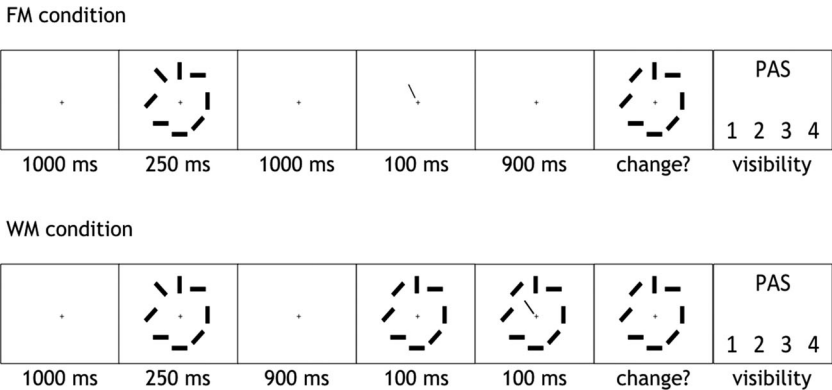 FM condition
PAS
1 2 3 4
1000 ms 250 ms 1000 ms 100 ms 900 ms change? visibility
WM condition
PAS
1 2 3 4
1000 ms 250 ms 900 ms 100 ms 100 ms change? visibility